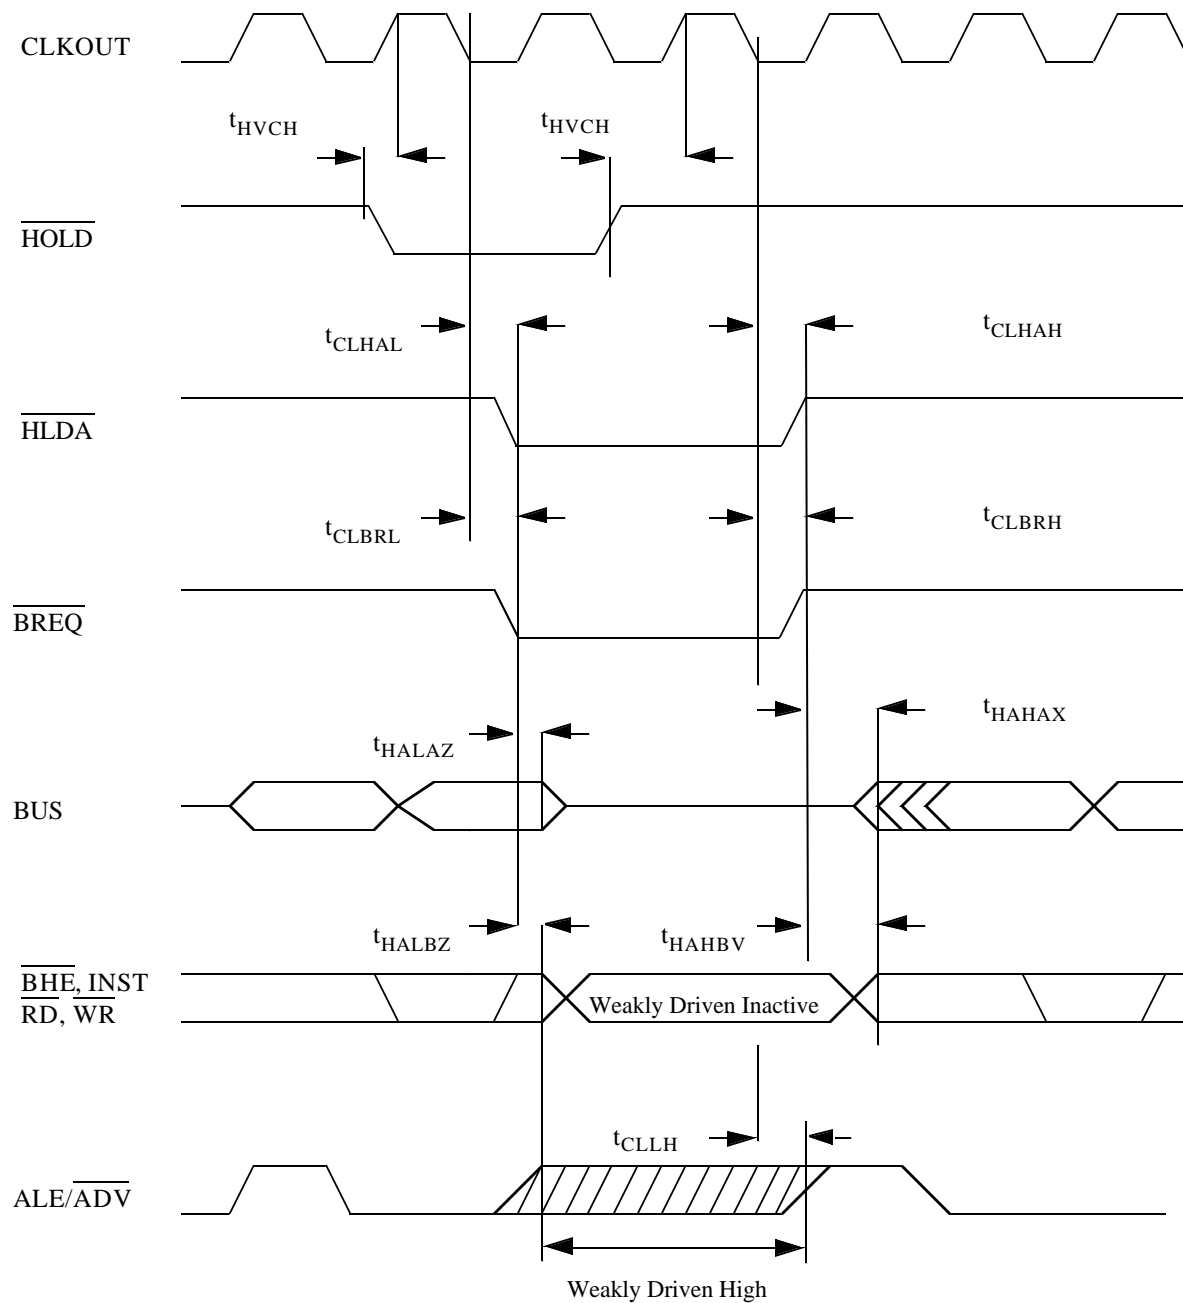 CLKOUT
tHVCH tHVCH
HOLD
tCLHAL tCLHAH
HLDA
tCLBRL tCLBRH
BREQ
tHAHAX
tHALAZ
BUS
tHALBZ tHAHBV
BHE, INST
RD, WR
Weakly Driven Inactive
tCLLH
ALE/ADV
Weakly Driven High